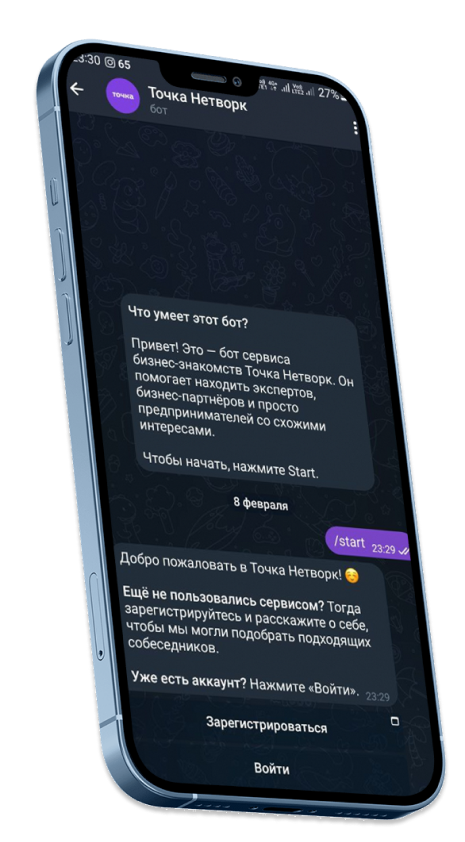 23:30 65 27%
точка
Точка Нетворк
бот
Что умеет этот бот?
Привет! Это — бот сервиса
бизнес-знакомств Точка Нетворк. Он
помогает находить экспертов,
бизнес-партнёров и просто
предпринимателей со схожими
интересами.
Чтобы начать, нажмите Start.
8 февраля
/start 23:29
Добро пожаловать в Точка Нетворк! ☺️
Ещё не пользовались сервисом? Тогда
зарегистрируйтесь и расскажите о себе,
чтобы мы могли подобрать подходящих
собеседников.
Уже есть аккаунт? Нажмите «Войти». 23:29
Зарегистрироваться
Войти